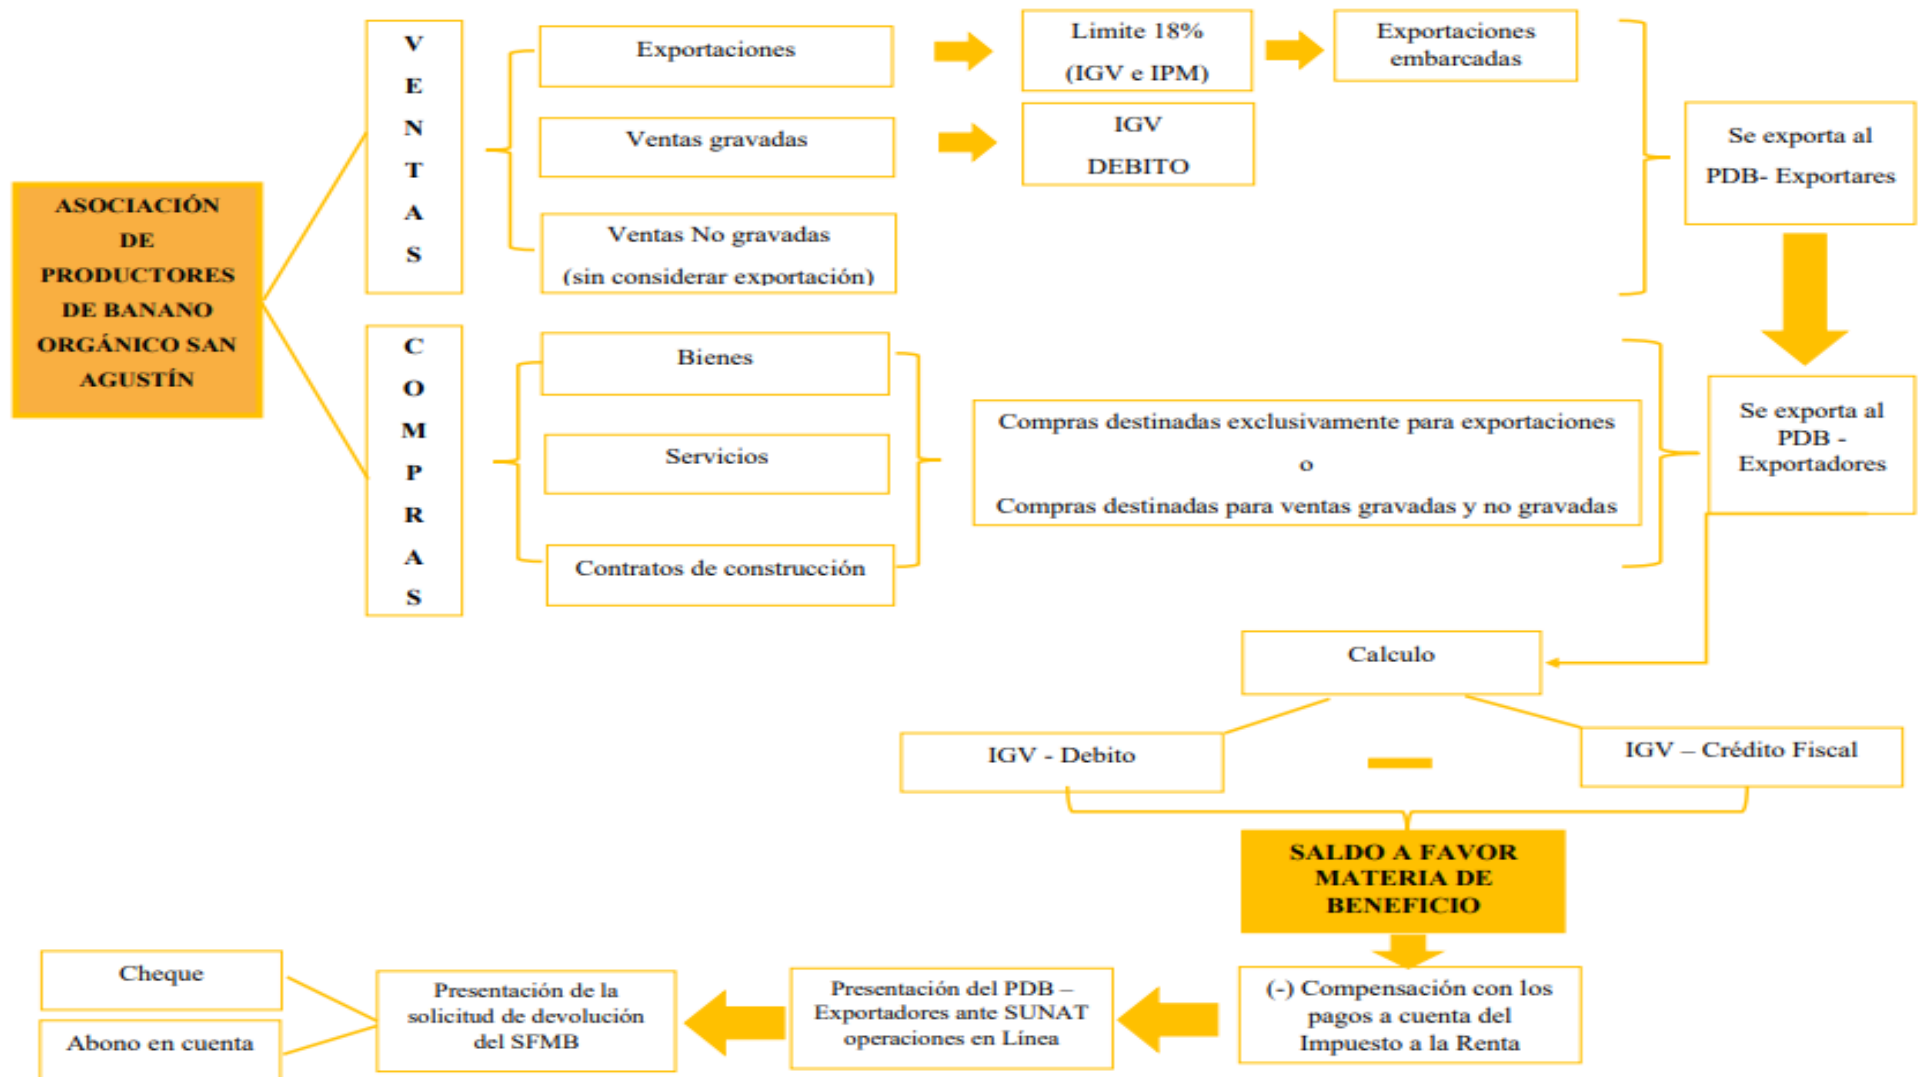 ASOCIACIÓN
DE
PRODUCTORES
DE BANANO
ORGÁNICO SAN
AGUSTÍN
V
E
N
T
A
S
Exportaciones
Limite 18%
(IGV e IPM)
Exportaciones
embarcadas
Ventas gravadas
IGV
DEBITO
Ventas No gravadas
(sin considerar exportación)
Se exporta al
PDB- Exportares
C
O
M
P
R
A
S
Bienes
Servicios
Contratos de construcción
Compras destinadas exclusivamente para exportaciones
o
Compras destinadas para ventas gravadas y no gravadas
Se exporta al
PDB -
Exportadores
Calculo
IGV - Debito
IGV – Crédito Fiscal
SALDO A FAVOR
MATERIA DE
BENEFICIO
(-) Compensación con los
pagos a cuenta del
Impuesto a la Renta
Presentación del PDB –
Exportadores ante SUNAT
operaciones en Línea
Presentación de la
solicitud de devolución
del SFMB
Cheque
Abono en cuenta